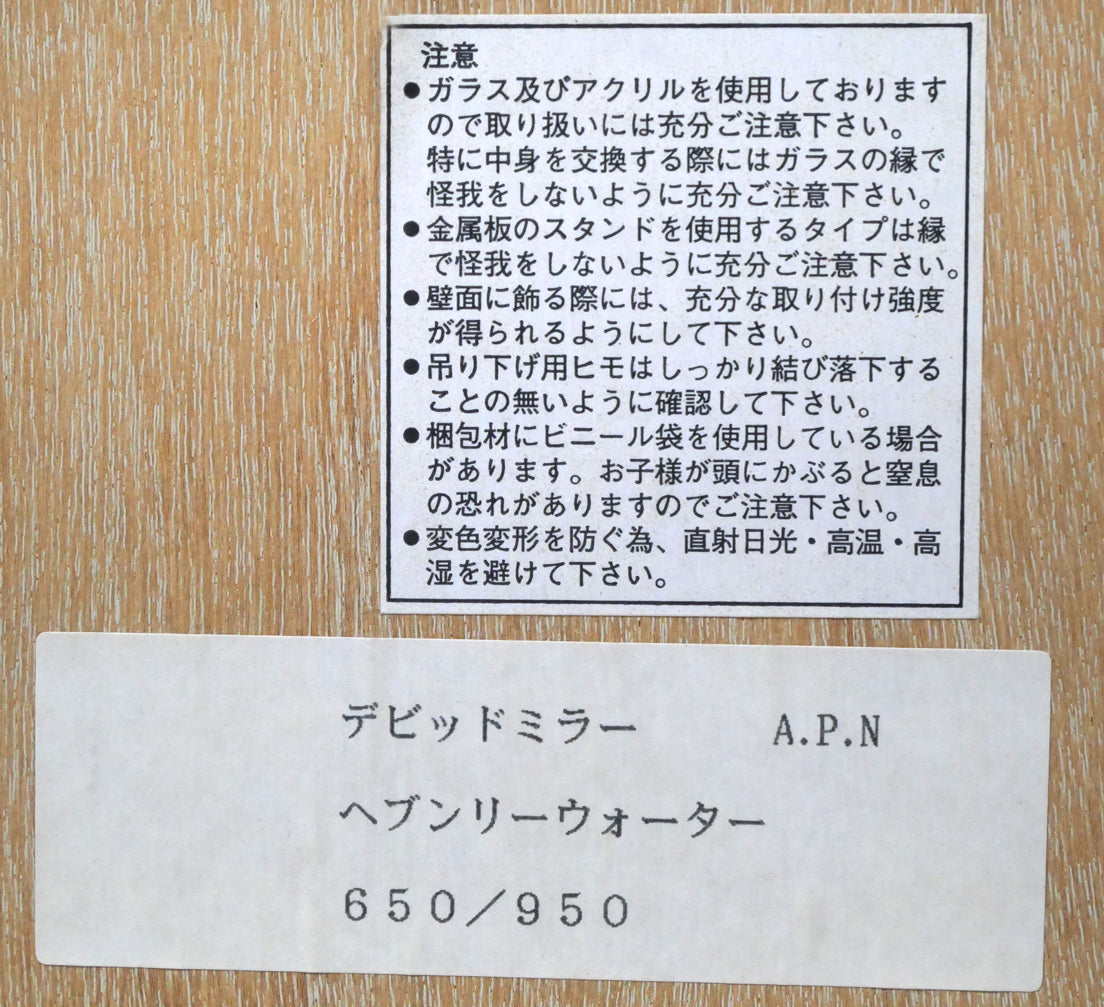 注意
●ガラス及びアクリルを使用しております
ので取り扱いには充分ご注意下さい。
特に中身を交換する際にはガラスの縁で
怪我をしないように充分ご注意下さい。
●金属板のスタンドを使用するタイプは縁
で怪我をしないように充分ご注意下さい。
●壁面に飾る際には、充分な取り付け強度
が得られるようにして下さい。
●吊り下げ用ヒモはしっかり結び落下する
ことの無いように確認して下さい。
●梱包材にビニール袋を使用している場合
があります。お子様が頭にかぶると窒息
の恐れがありますのでご注意下さい。
●変色変形を防ぐ為、直射日光・高温・高
湿を避けて下さい。
デビッドミラー A.P.N
ヘブンリーウォーター
６５０／９５０